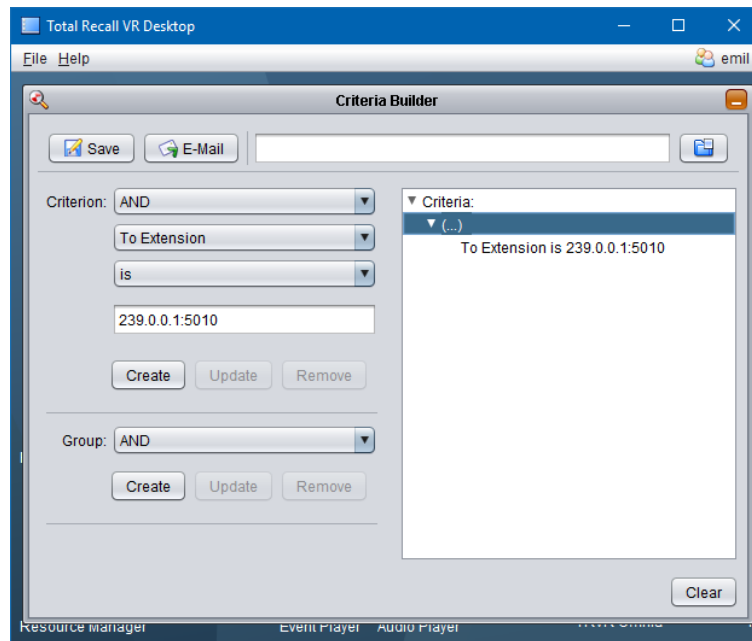 Total Recall VR Desktop
File Help emil
Criteria Builder
Save E-Mail
Criterion: AND
To Extension
is
239.0.0.1:5010
Create Update Remove
Group: AND
Create Update Remove
Criteria:
(...)
To Extension is 239.0.0.1:5010
Clear
Resource Manager Event Player Audio Player